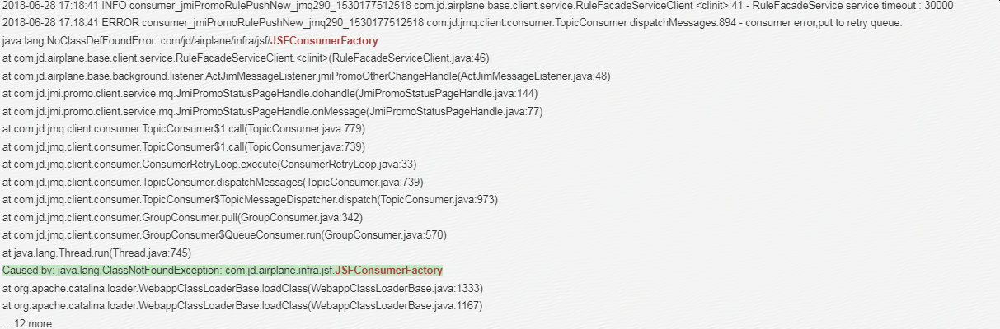 2018-06-28 17:18:41 INFO consumer_jmiPromoRulePushNew_jmq290_1530177512518 com.jd.airplane.base.client.service.RuleFacadeServiceClient <clinit>:41 - RuleFacadeService service timeout : 30000
2018-06-28 17:18:41 ERROR consumer_jmiPromoRulePushNew_jmq290_1530177512518 com.jd.jmq.client.consumer.TopicConsumer dispatchMessages:894 - consumer error,put to retry queue.
java.lang.NoClassDefFoundError: com/jd/airplane/infra/jsf/JSFConsumerFactory
at com.jd.airplane.base.client.service.RuleFacadeServiceClient.<clinit>(RuleFacadeServiceClient.java:46)
at com.jd.airplane.base.background.listener.ActJimMessageListener.jmiPromoOtherChangeHandle(ActJimMessageListener.java:48)
at com.jd.jmi.promo.client.service.mq.JmiPromoStatusPageHandle.dohandle(JmiPromoStatusPageHandle.java:144)
at com.jd.jmi.promo.client.service.mq.JmiPromoStatusPageHandle.onMessage(JmiPromoStatusPageHandle.java:77)
at com.jd.jmq.client.consumer.TopicConsumer$1.call(TopicConsumer.java:779)
at com.jd.jmq.client.consumer.TopicConsumer$1.call(TopicConsumer.java:739)
at com.jd.jmq.client.consumer.ConsumerRetryLoop.execute(ConsumerRetryLoop.java:33)
at com.jd.jmq.client.consumer.TopicConsumer.dispatchMessages(TopicConsumer.java:739)
at com.jd.jmq.client.consumer.TopicConsumer$TopicMessageDispatcher.dispatch(TopicConsumer.java:973)
at com.jd.jmq.client.consumer.GroupConsumer.pull(GroupConsumer.java:342)
at com.jd.jmq.client.consumer.GroupConsumer$QueueConsumer.run(GroupConsumer.java:570)
at java.lang.Thread.run(Thread.java:745)
Caused by: java.lang.ClassNotFoundException: com.jd.airplane.infra.jsf.JSFConsumerFactory
at org.apache.catalina.loader.WebappClassLoaderBase.loadClass(WebappClassLoaderBase.java:1333)
at org.apache.catalina.loader.WebappClassLoaderBase.loadClass(WebappClassLoaderBase.java:1167)
... 12 more